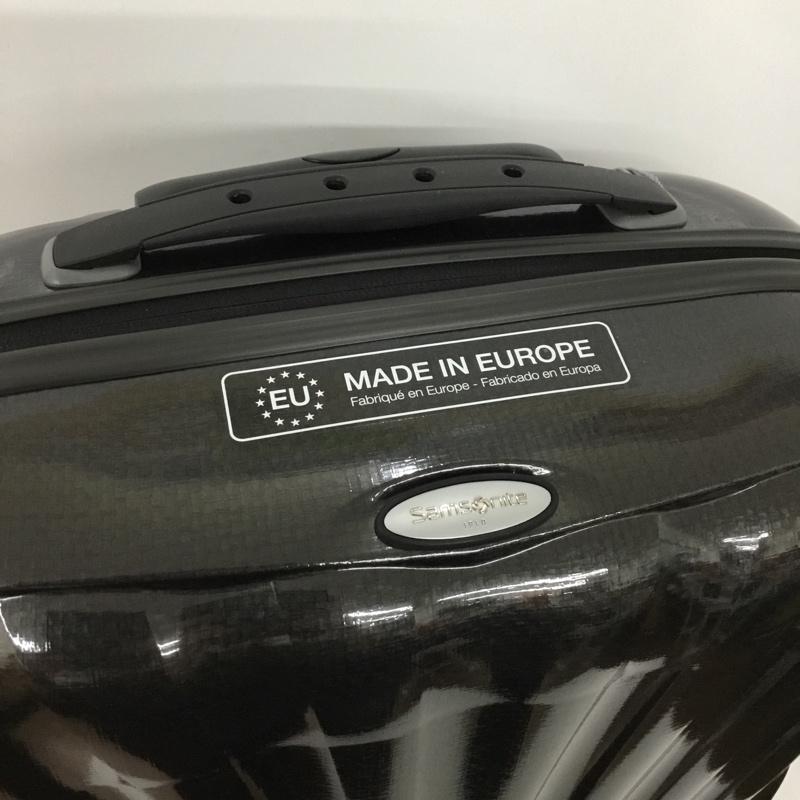 EU
MADE IN EUROPE
Fabriqué en Europe - Fabricado en Europa
Samsonite